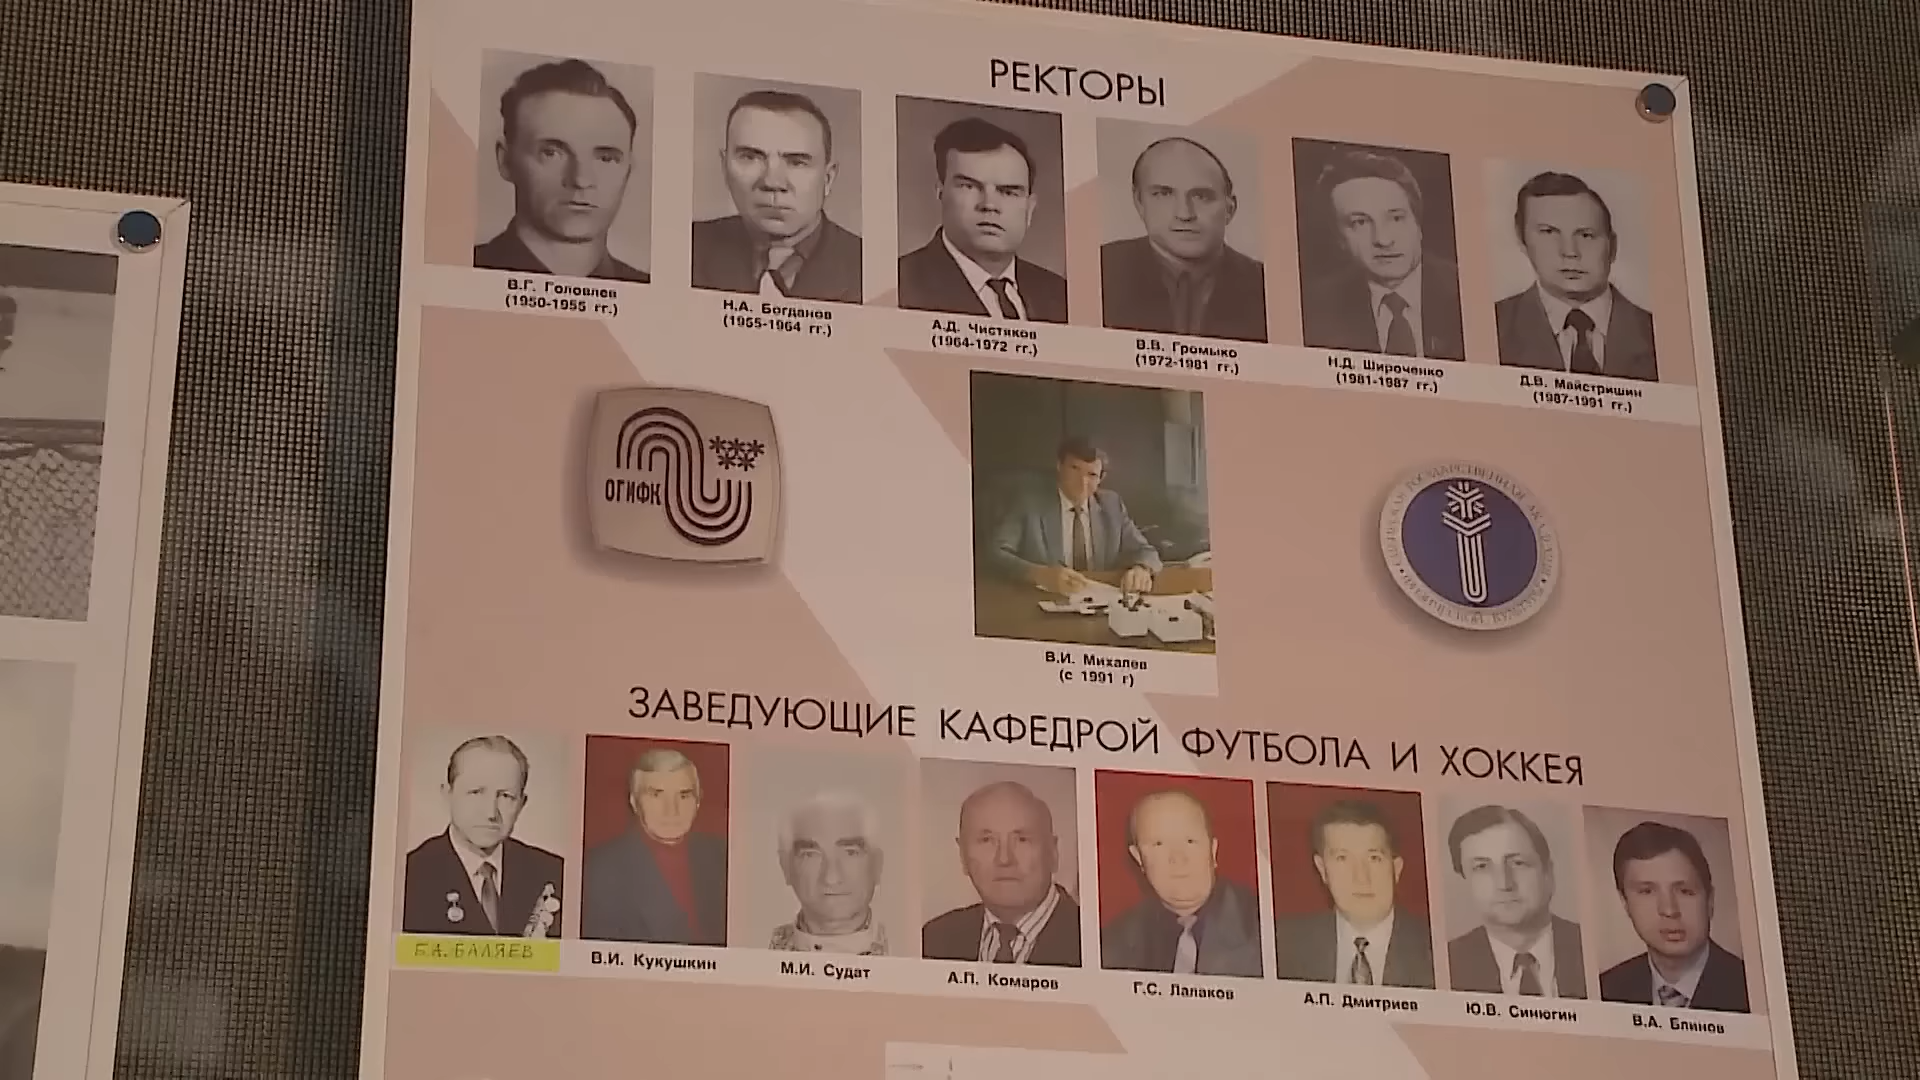 РЕКТОРЫ
В.Г. Головлев
(1950-1955 гг.)
Н.А. Богданов
(1955-1964 гг.)
А.Д. Чистяков
(1964-1972 гг.)
В.В. Громыко
(1972-1981 гг.)
Н.Д. Широченко
(1981-1987 гг.)
Д.В. Майстришин
(1987-1991 гг.)
ОГИФК
В.И. Михалев
(с 1991 г)
ЗАВЕДУЮЩИЕ КАФЕДРОЙ ФУТБОЛА И ХОККЕЯ
Б.А. БАЛЯЕВ
В.И. Кукушкин
М.И. Судат
А.П. Комаров
Г.С. Лалаков
А.П. Дмитриев
Ю.В. Синюгин
В.А. Блинов